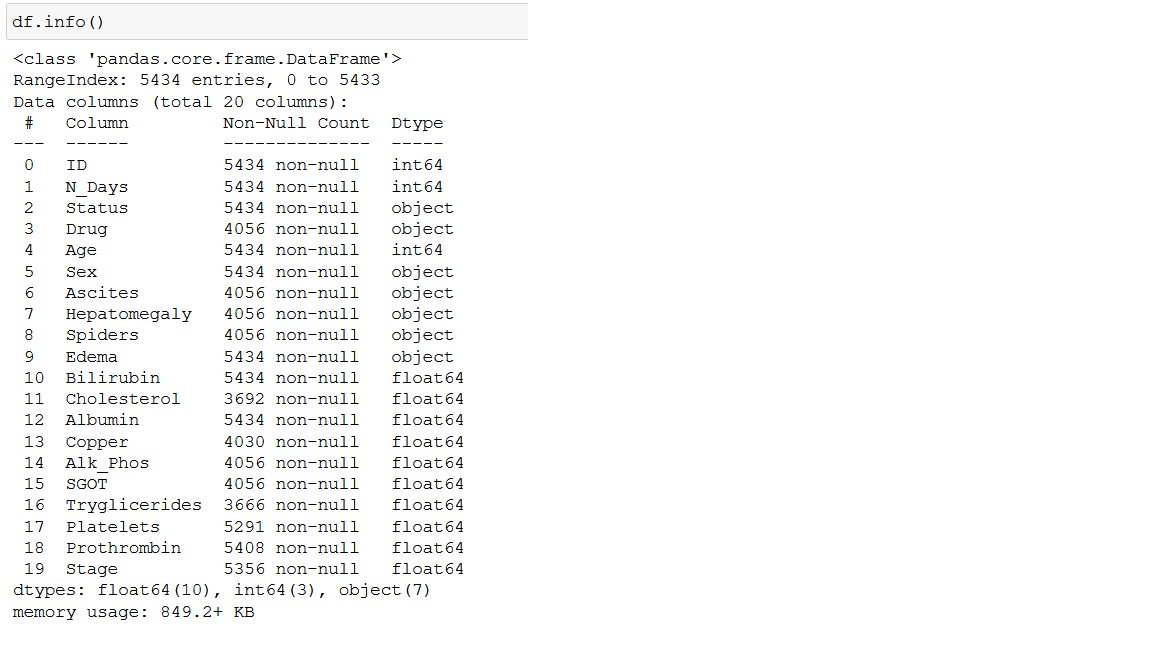 df.info()
<class 'pandas.core.frame.DataFrame'>
RangeIndex: 5434 entries, 0 to 5433
Data columns (total 20 columns):
 #   Column         Non-Null Count  Dtype
---  ------         --------------  -----
 0   ID             5434 non-null   int64
 1   N_Days         5434 non-null   int64
 2   Status         5434 non-null   object
 3   Drug           4056 non-null   object
 4   Age            5434 non-null   int64
 5   Sex            5434 non-null   object
 6   Ascites        4056 non-null   object
 7   Hepatomegaly   4056 non-null   object
 8   Spiders        4056 non-null   object
 9   Edema          5434 non-null   object
 10  Bilirubin      5434 non-null   float64
 11  Cholesterol    3692 non-null   float64
 12  Albumin        5434 non-null   float64
 13  Copper         4030 non-null   float64
 14  Alk_Phos       4056 non-null   float64
 15  SGOT           4056 non-null   float64
 16  Tryglicerides  3666 non-null   float64
 17  Platelets      5291 non-null   float64
 18  Prothrombin    5408 non-null   float64
 19  Stage          5356 non-null   float64
dtypes: float64(10), int64(3), object(7)
memory usage: 849.2+ KB